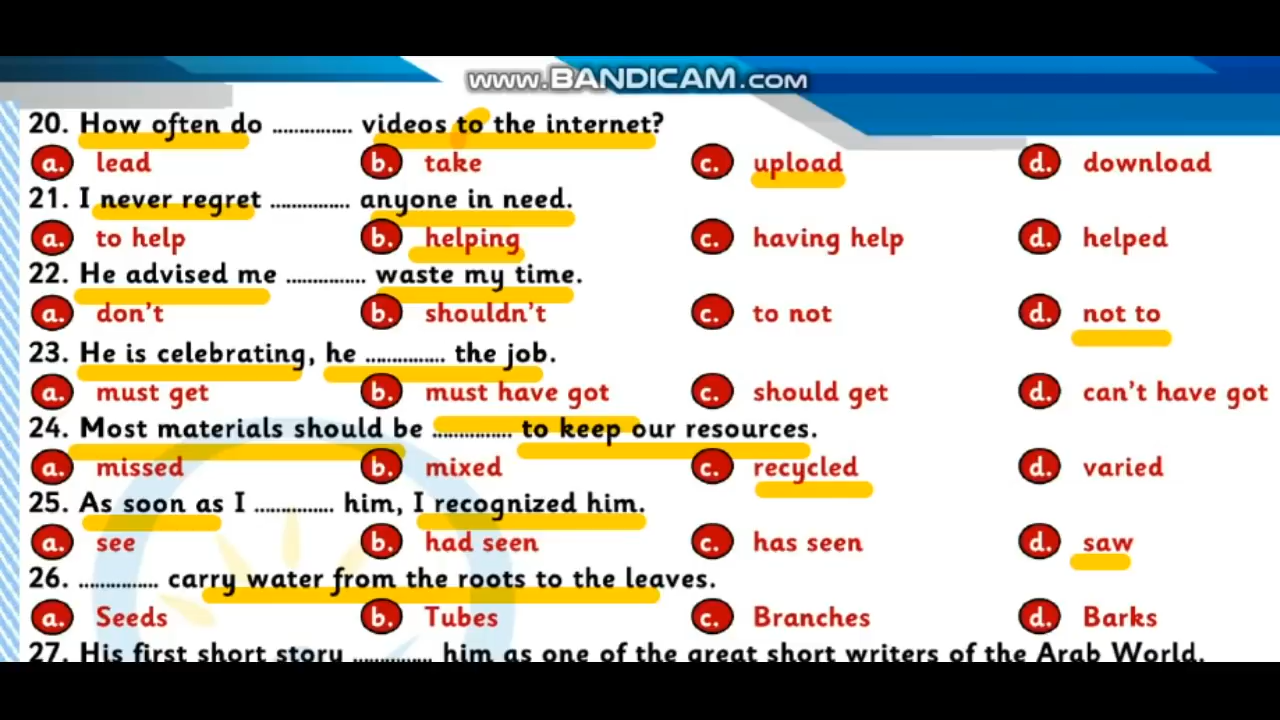 www.BANDICAM.com
20. How often do ............... videos to the internet?
a. lead b. take c. upload d. download
21. I never regret ............... anyone in need.
a. to help b. helping c. having help d. helped
22. He advised me ............... waste my time.
a. don't b. shouldn't c. to not d. not to
23. He is celebrating, he ............... the job.
a. must get b. must have got c. should get d. can't have got
24. Most materials should be ............... to keep our resources.
a. missed b. mixed c. recycled d. varied
25. As soon as I ............... him, I recognized him.
a. see b. had seen c. has seen d. saw
26. ............... carry water from the roots to the leaves.
a. Seeds b. Tubes c. Branches d. Barks
27. His first short story ............... him as one of the great short writers of the Arab World.